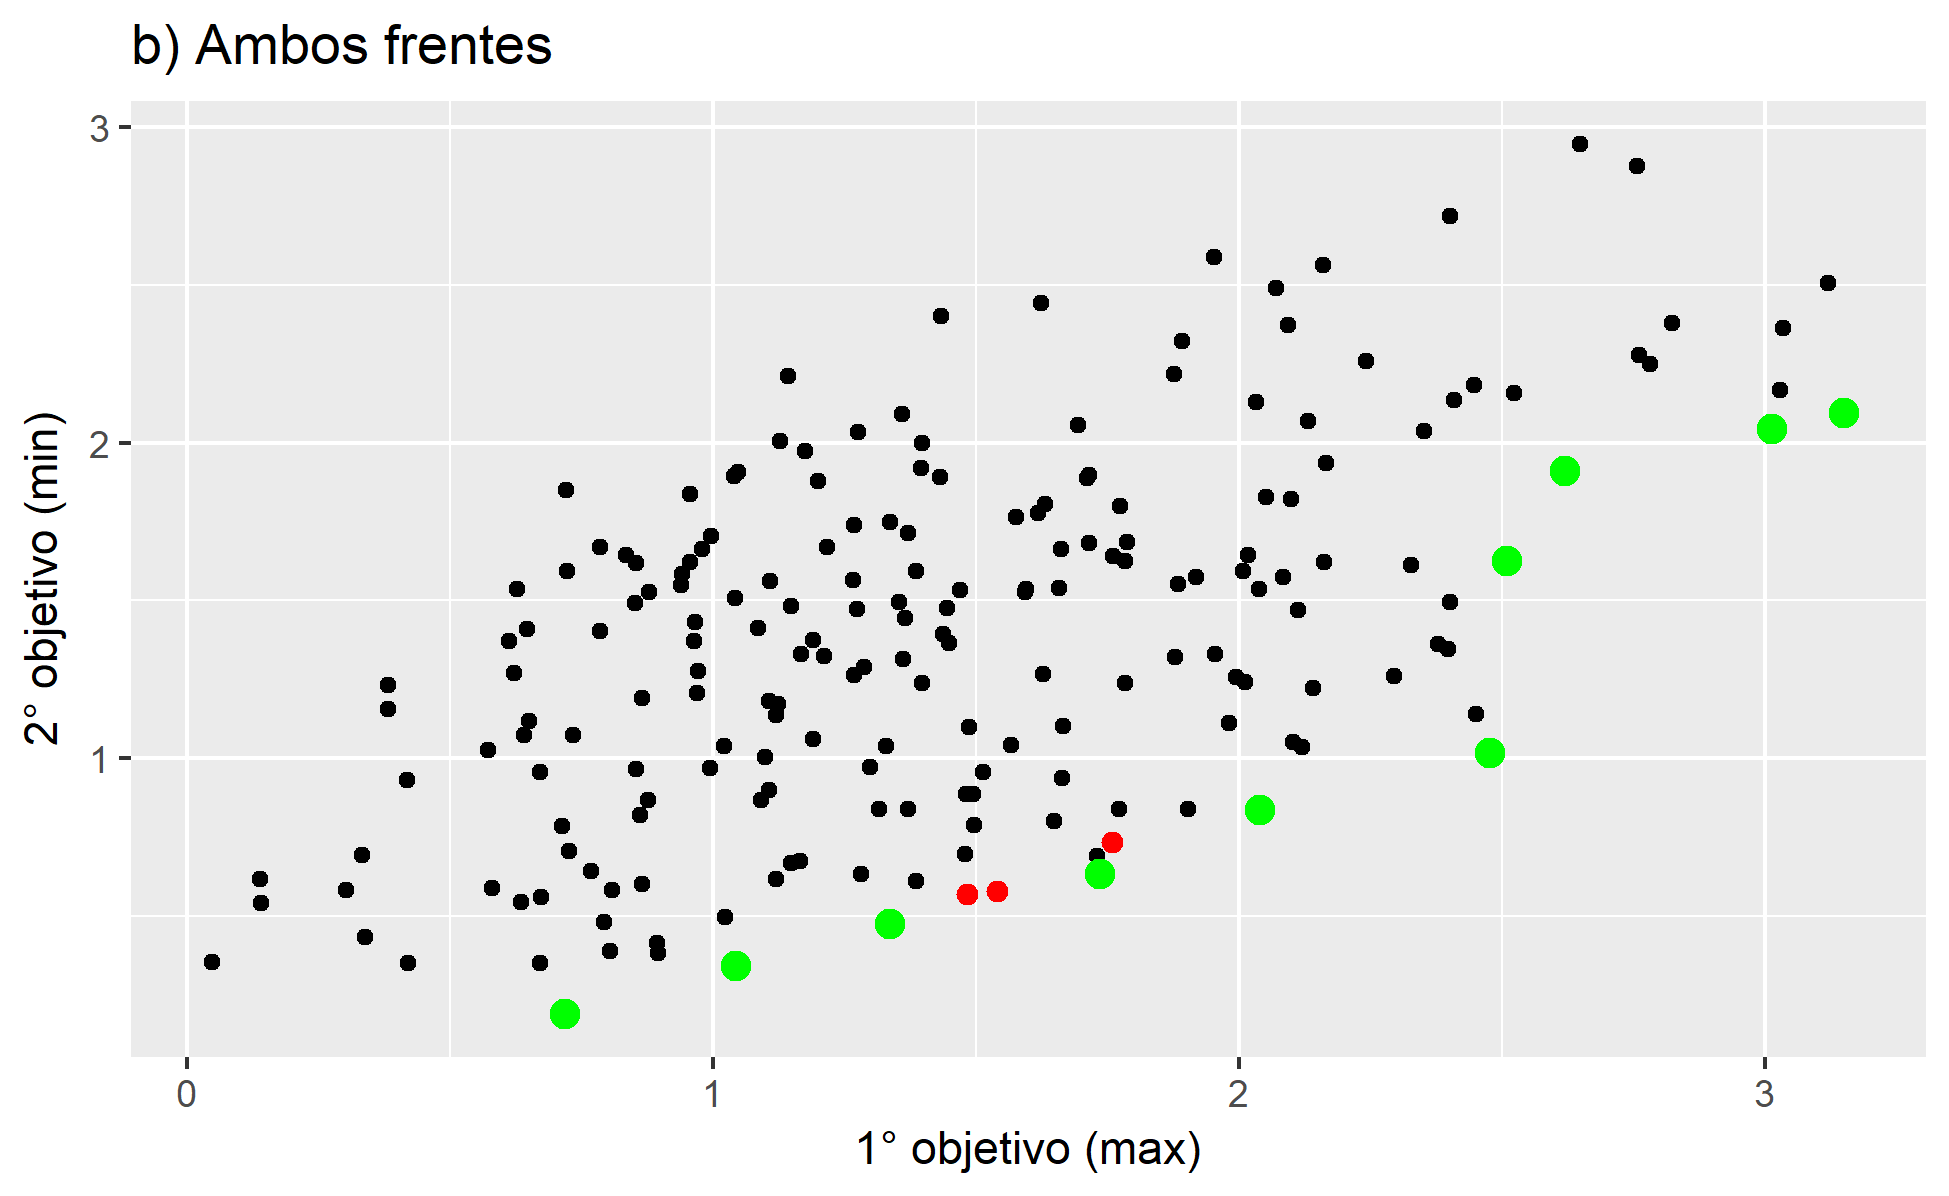 b) Ambos frentes
3
2
1
2° objetivo (min)
0
1
2
3
1° objetivo (max)